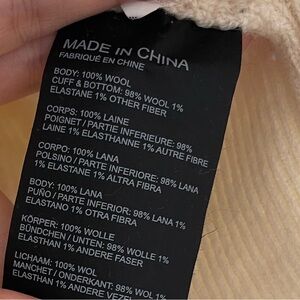 MADE IN CHINA
FABRIQUÉ EN CHINE
BODY: 100% WOOL
CUFF & BOTTOM: 98% WOOL 1%
ELASTANE 1% OTHER FIBER
CORPS: 100% LAINE
POIGNET / PARTIE INFERIEURE: 98%
LAINE 1% ELASTHANNE 1% AUTRE FIBRE
CORPO: 100% LANA
POLSINO / PARTE INFERIORE: 98% LANA
1% ELASTANE 1% ALTRA FIBRA
BODY: 100% LANA
PUÑO / PARTE INFERIOR: 98% LANA 1%
ELASTANO 1% OTRA FIBRA
KÖRPER: 100% WOLLE
BÜNDCHEN / UNTEN: 98% WOLLE 1%
ELASTHAN 1% ANDERE FASER
LICHAAM: 100% WOL
MANCHET / ONDERKANT: 98% WOL 1%
ELASTHAN 1% ANDERE VEZEL